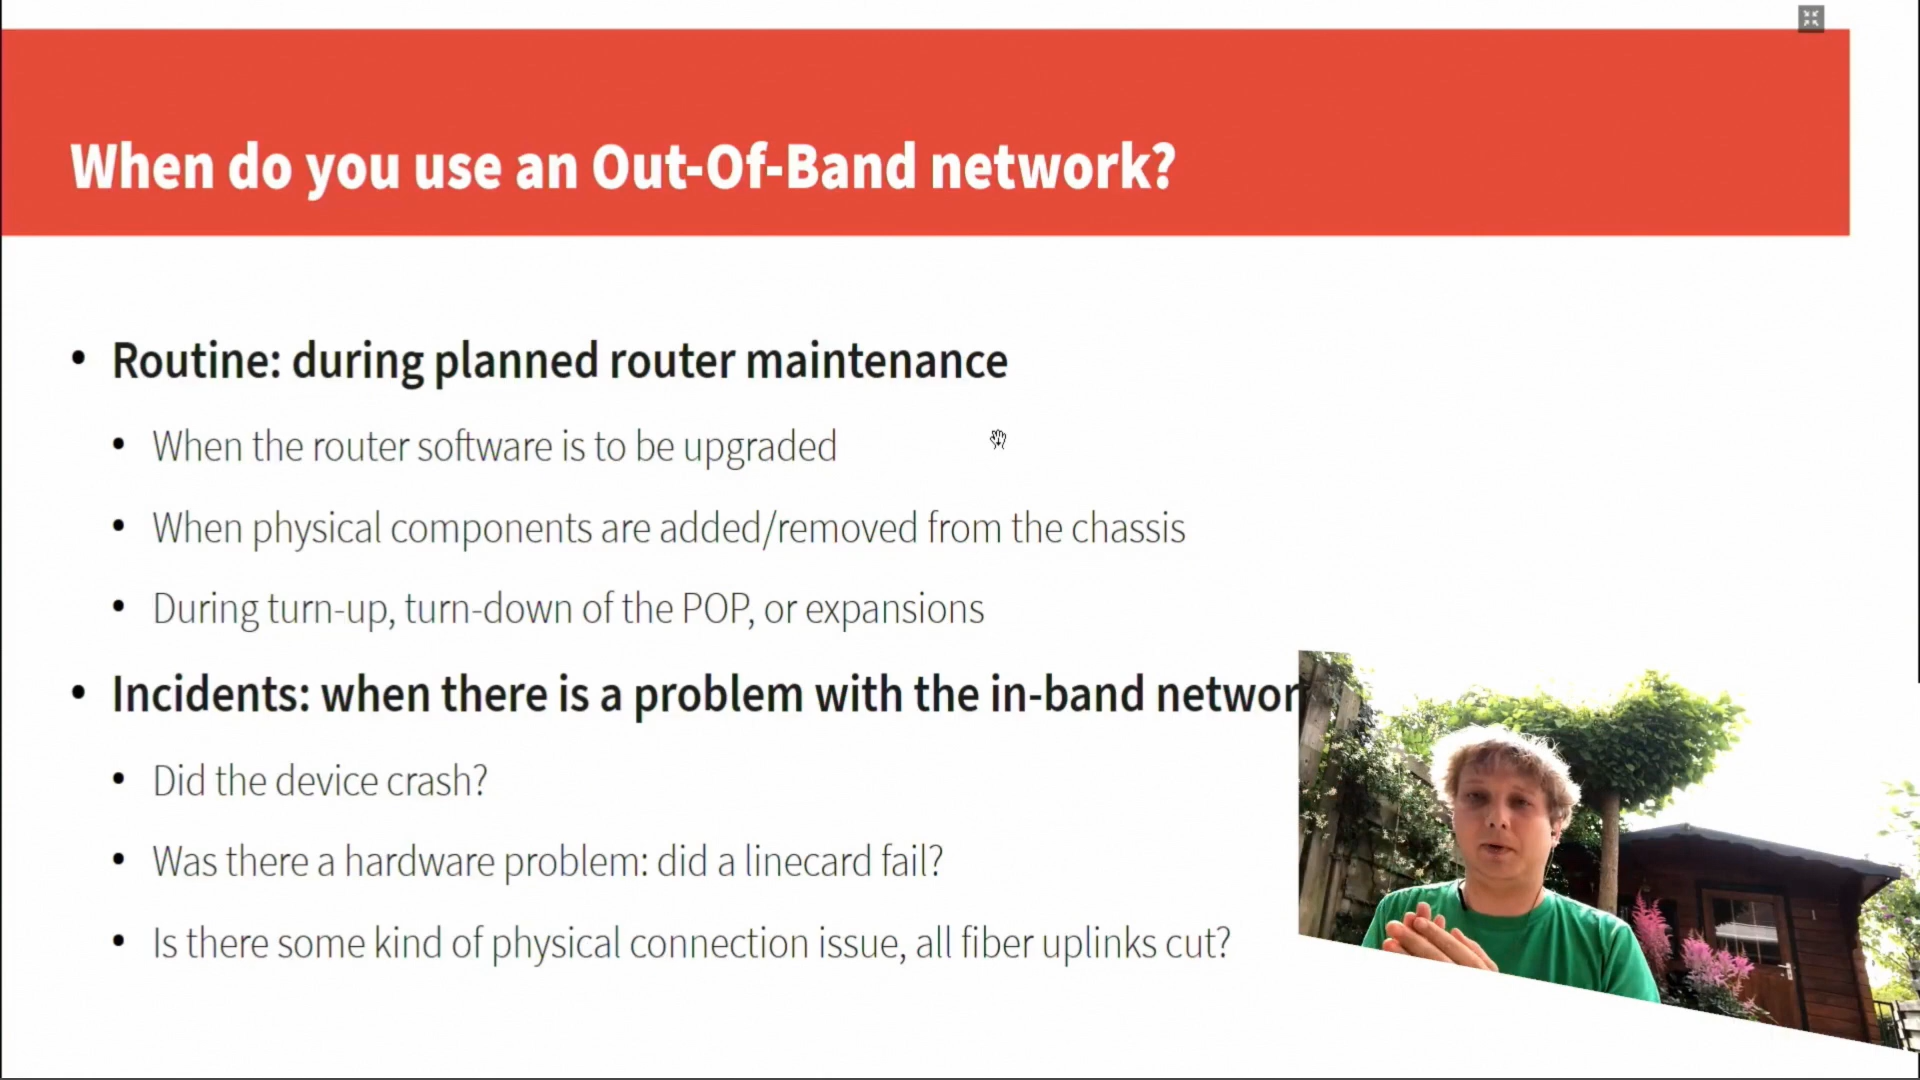 When do you use an Out-Of-Band network?
• Routine: during planned router maintenance
• When the router software is to be upgraded
• When physical components are added/removed from the chassis
• During turn-up, turn-down of the POP, or expansions
• Incidents: when there is a problem with the in-band networ
• Did the device crash?
• Was there a hardware problem: did a linecard fail?
• Is there some kind of physical connection issue, all fiber uplinks cut?